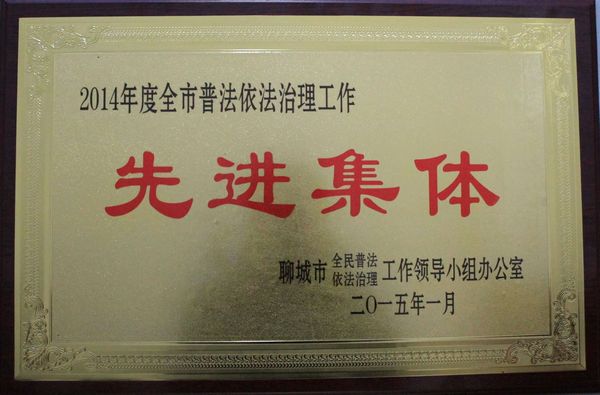 2014年度全市普法依法治理工作
先进集体
聊城市 全民普法 依法治理 工作领导小组办公室
二〇一五年一月